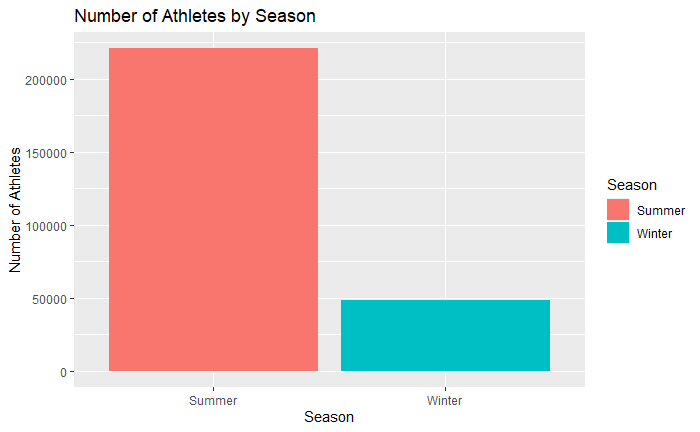 Number of Athletes by Season
Number of Athletes
200000
150000
100000
50000
0
Summer
Winter
Season
Season
Summer
Winter